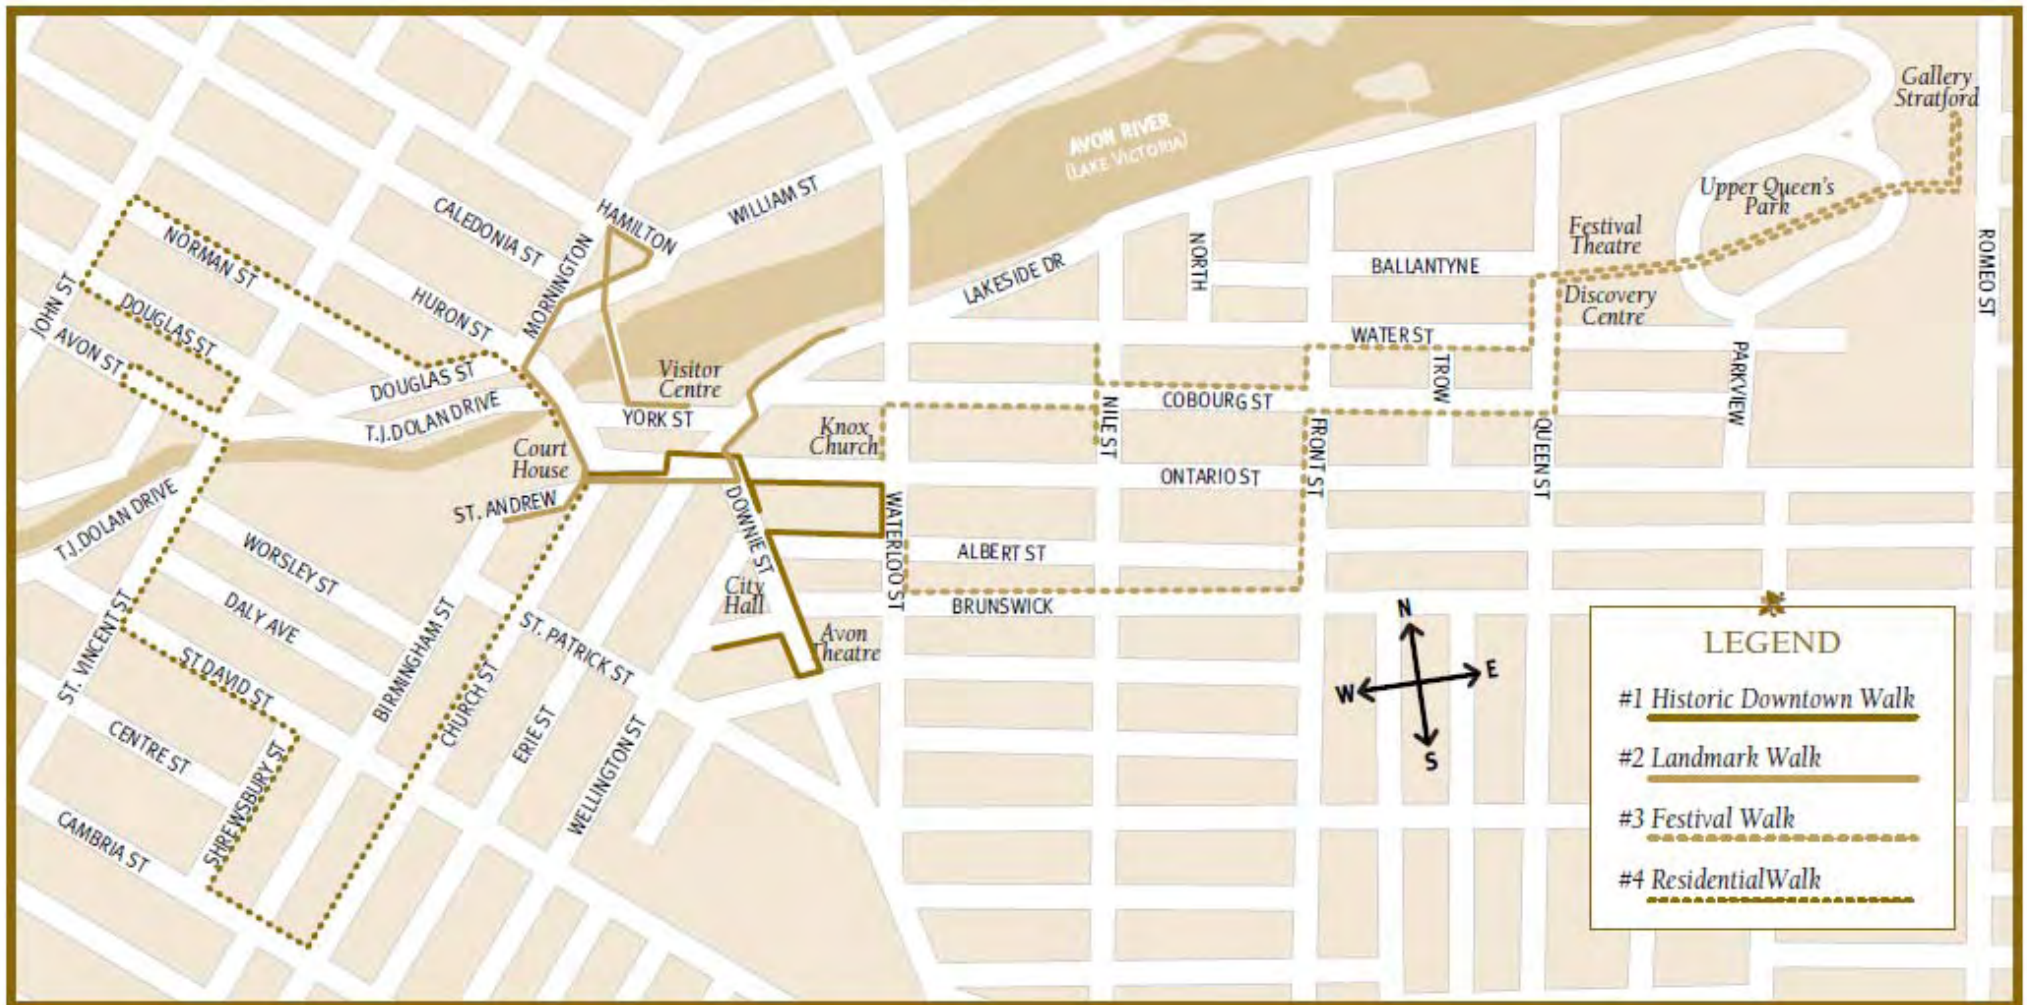 Gallery
Stratford
AVON RIVER
(LAKE VICTORIA)
Upper Queen's
Park
Festival
Theatre
Discovery
Centre
CALEDONIA ST
HAMILTON
WILLIAM ST
MORNINGTON
NORMAN ST
HURON ST
JOHN ST
DOUGLAS ST
AVON ST
DOUGLAS ST
T.J.DOLAN DRIVE
LAKESIDE DR
NORTH
BALLANTYNE
ROMEO ST
WATER ST
TROW
PARKVIEW
Visitor
Centre
YORK ST
COBOURG ST
NILE ST
FRONT ST
QUEEN ST
Knox
Church
Court
House
ONTARIO ST
ST. ANDREW
T.J.DOLAN DRIVE
DOWNIE ST
WATERLOO ST
WORSLEY ST
ALBERT ST
DALY AVE
City
Hall
BRUNSWICK
ST. VINCENT ST
BIRMINGHAM ST
ST. PATRICK ST
Avon
Theatre
ST DAVID ST
CHURCH ST
ERIE ST
WELLINGTON ST
CENTRE ST
SHREWSBURY ST
CAMBRIA ST
N
W
E
S
LEGEND
#1 Historic Downtown Walk
#2 Landmark Walk
#3 Festival Walk
#4 ResidentialWalk